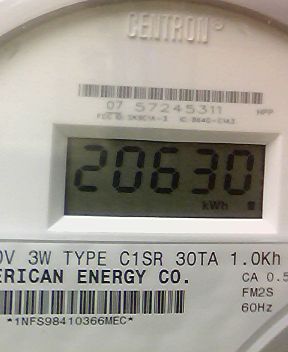 CENTRON®
07 57245311
HPP
20630
kWh
0V 3W TYPE C1SR 30TA 1.0Kh
ERICAN ENERGY CO.
CA 0.5
FM2S
60Hz
*1NFS98410366MEC*